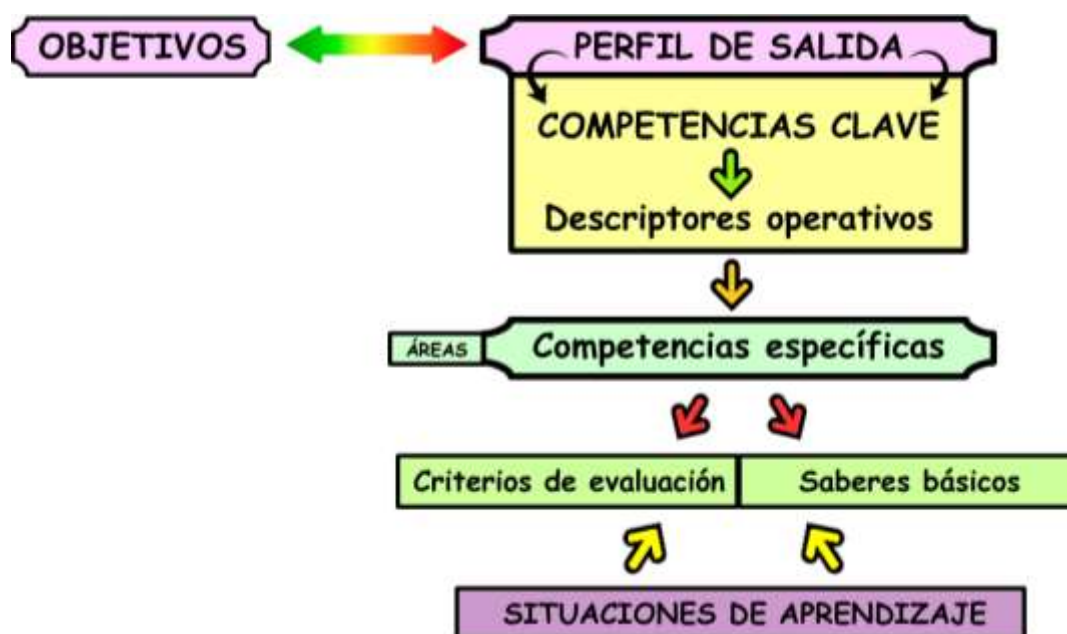 OBJETIVOS
PERFIL DE SALIDA
COMPETENCIAS CLAVE
Descriptores operativos
ÁREAS
Competencias específicas
Criterios de evaluación
Saberes básicos
SITUACIONES DE APRENDIZAJE